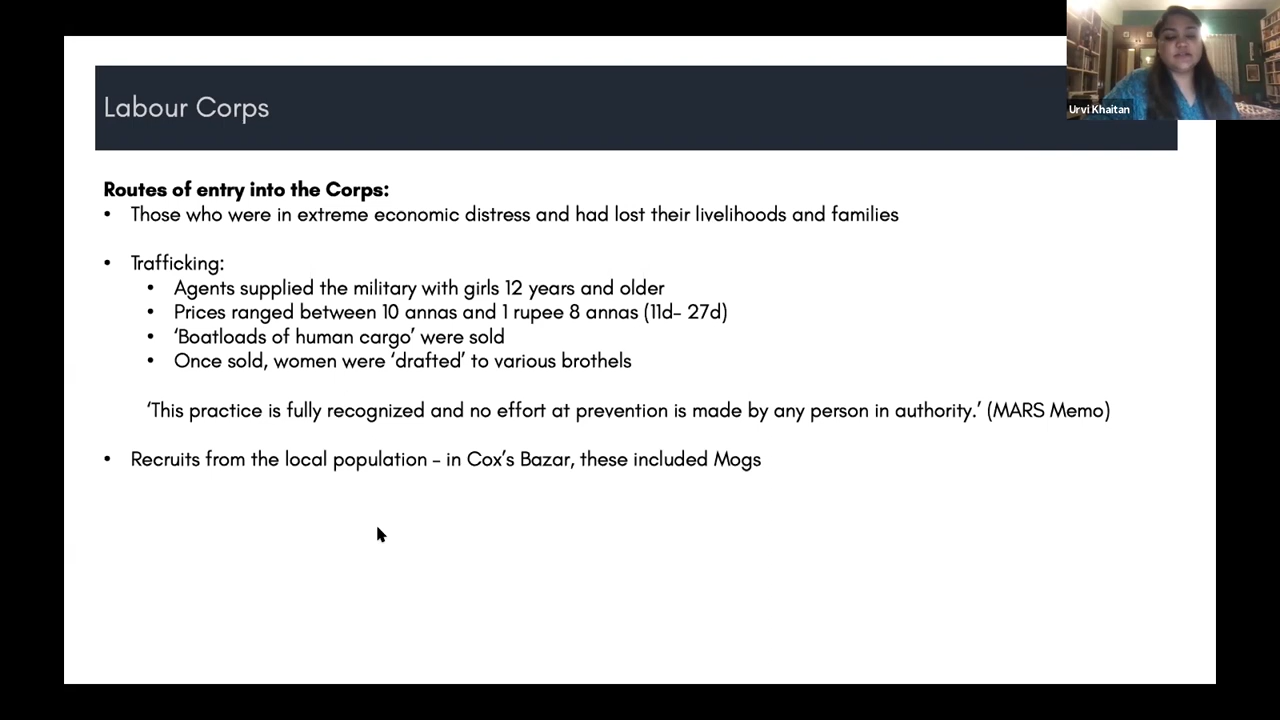 Labour Corps
Urvi Khaitan
Routes of entry into the Corps:
• Those who were in extreme economic distress and had lost their livelihoods and families
• Trafficking:
• Agents supplied the military with girls 12 years and older
• Prices ranged between 10 annas and 1 rupee 8 annas (11d– 27d)
• ‘Boatloads of human cargo’ were sold
• Once sold, women were ‘drafted’ to various brothels
‘This practice is fully recognized and no effort at prevention is made by any person in authority.’ (MARS Memo)
• Recruits from the local population – in Cox’s Bazar, these included Mogs